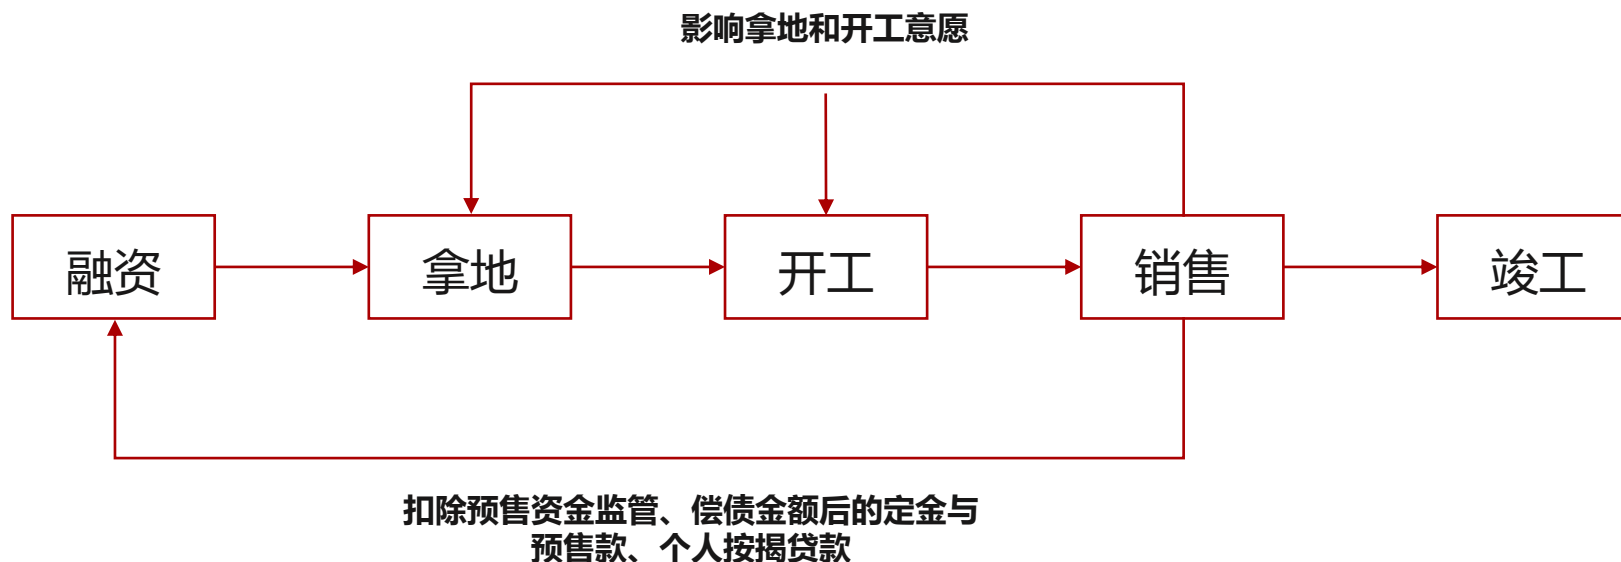 影响拿地和开工意愿
融资
拿地
开工
销售
竣工
扣除预售资金监管、偿债金额后的定金与
预售款、个人按揭贷款